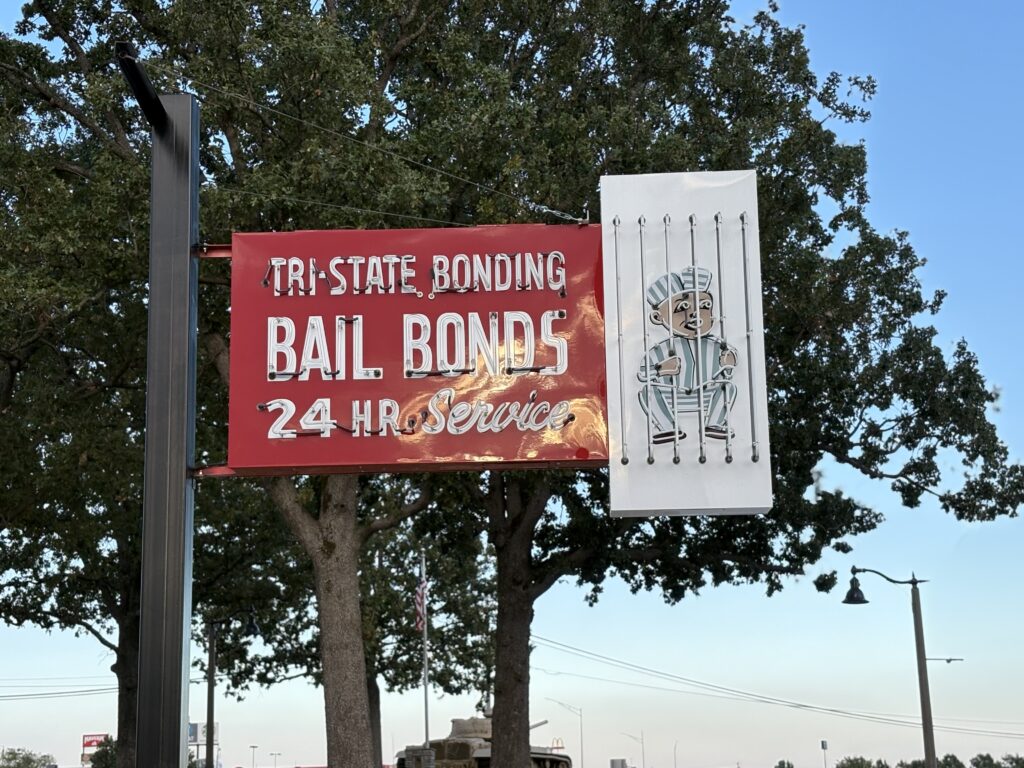 TRI-STATE BONDING
BAIL BONDS
24 HR. Service